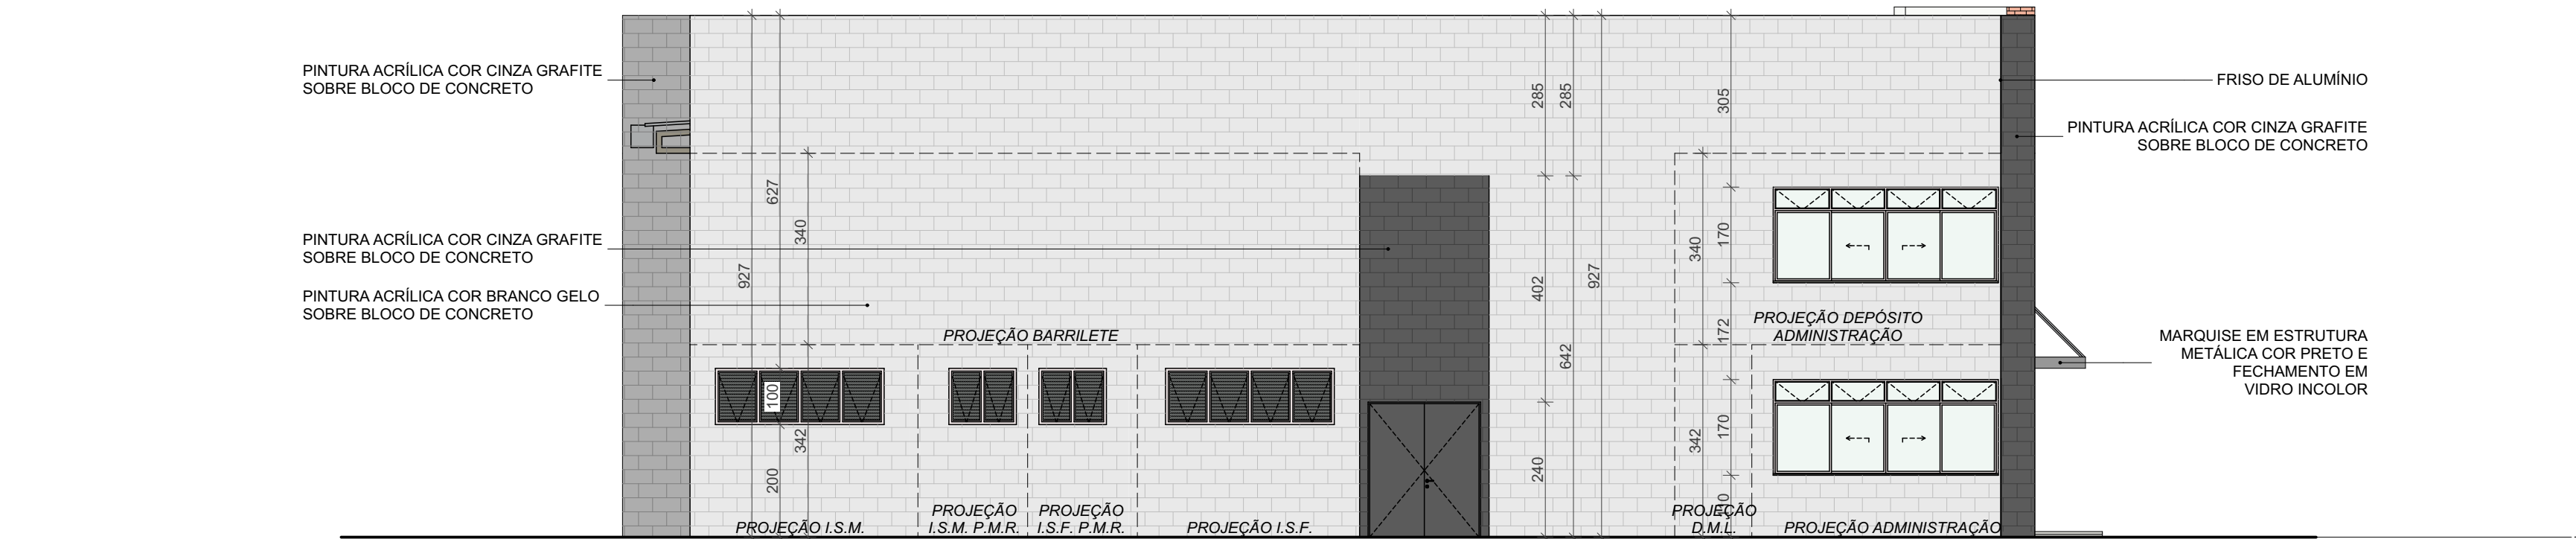 PINTURA ACRÍLICA COR CINZA GRAFITE
SOBRE BLOCO DE CONCRETO
PINTURA ACRÍLICA COR CINZA GRAFITE
SOBRE BLOCO DE CONCRETO
PINTURA ACRÍLICA COR BRANCO GELO
SOBRE BLOCO DE CONCRETO
927
627
100
200
340
342
PROJEÇÃO BARRILETE
PROJEÇÃO I.S.M.
PROJEÇÃO
I.S.M. P.M.R.
PROJEÇÃO
I.S.F. P.M.R.
PROJEÇÃO I.S.F.
285
402
240
285
642
927
340
342
305
170
172
170
PROJEÇÃO DEPÓSITO
ADMINISTRAÇÃO
PROJEÇÃO
D.M.L.
PROJEÇÃO ADMINISTRAÇÃO
FRISO DE ALUMÍNIO
PINTURA ACRÍLICA COR CINZA GRAFITE
SOBRE BLOCO DE CONCRETO
MARQUISE EM ESTRUTURA
METÁLICA COR PRETO E
FECHAMENTO EM
VIDRO INCOLOR